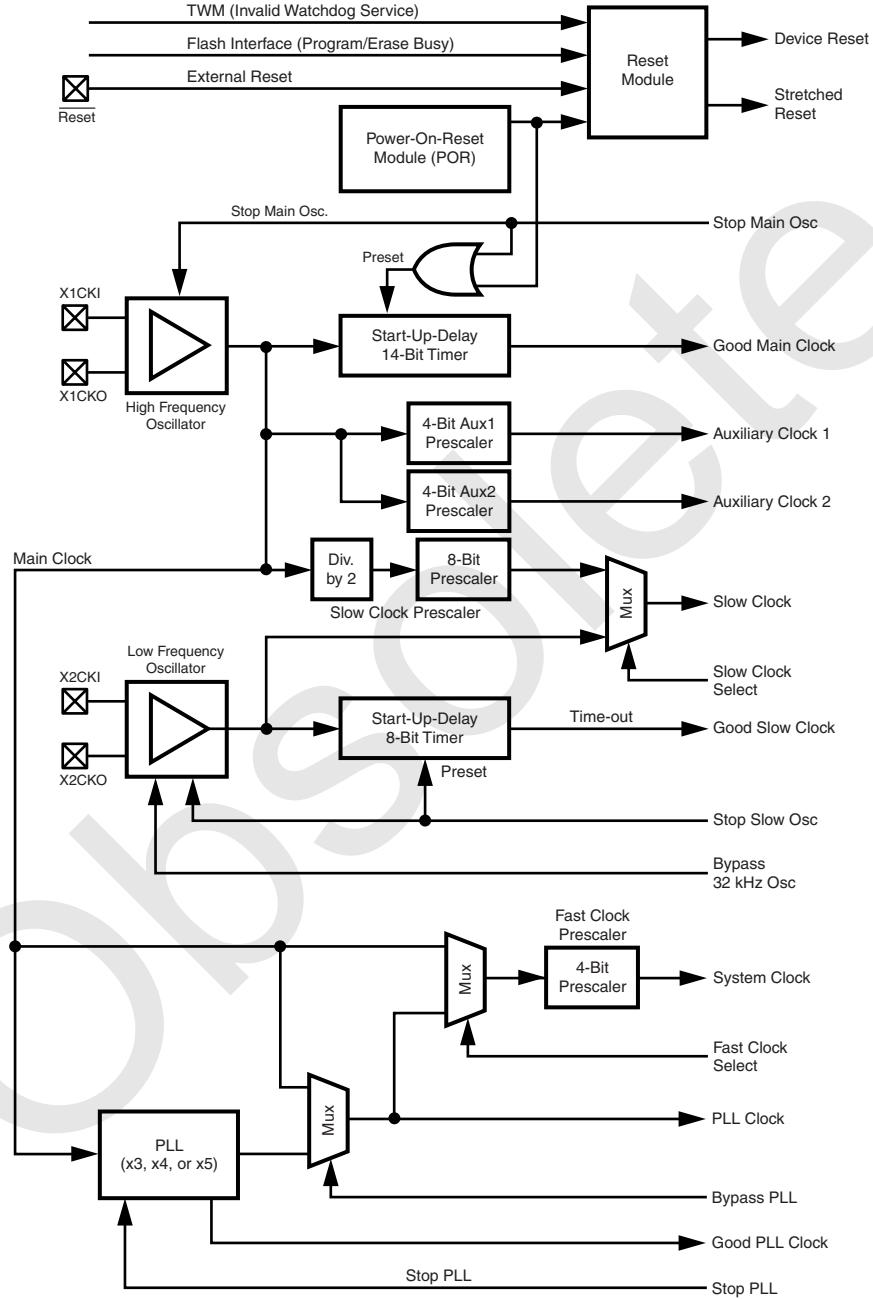 TWM (Invalid Watchdog Service)
Flash Interface (Program/Erase Busy)
External Reset
Reset
Reset
Module
Device Reset
Stretched
Reset
Power-On-Reset
Module (POR)
Stop Main Osc.
Stop Main Osc
Preset
X1CKI
X1CKO
High Frequency
Oscillator
Start-Up-Delay
14-Bit Timer
Good Main Clock
4-Bit Aux1
Prescaler
Auxiliary Clock 1
4-Bit Aux2
Prescaler
Auxiliary Clock 2
Main Clock
Div.
by 2
8-Bit
Prescaler
Slow Clock Prescaler
Mux
Slow Clock
Slow Clock
Select
Low Frequency
Oscillator
X2CKI
X2CKO
Start-Up-Delay
8-Bit Timer
Time-out
Good Slow Clock
Preset
Stop Slow Osc
Bypass
32 kHz Osc
Fast Clock
Prescaler
Mux
4-Bit
Prescaler
System Clock
Fast Clock
Select
Mux
PLL Clock
PLL
(x3, x4, or x5)
Bypass PLL
Good PLL Clock
Stop PLL
Stop PLL
Obsolete